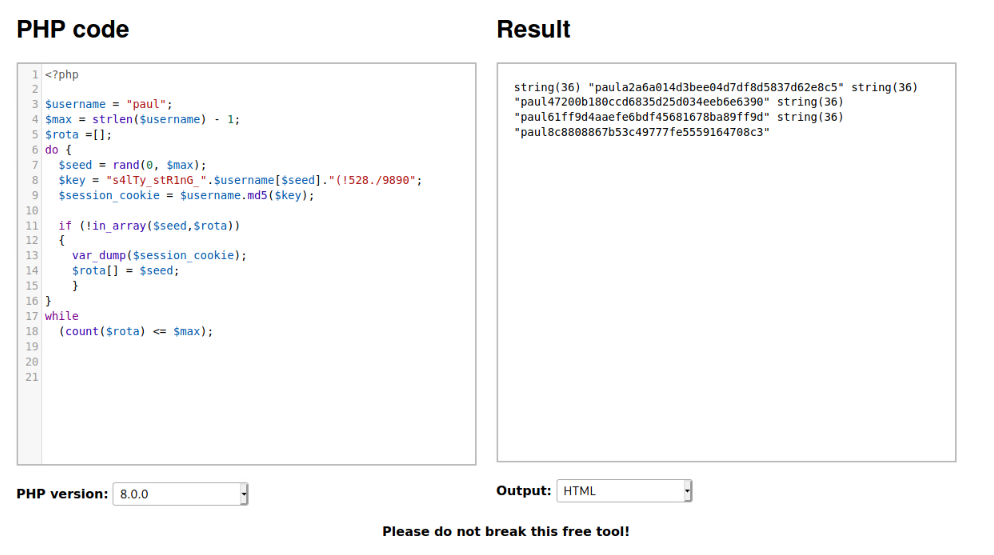 PHP code
1 <?php
2
3 $username = "paul";
4 $max = strlen($username) - 1;
5 $rota =[];
6 do {
7   $seed = rand(0, $max);
8   $key = "s4lTy_stR1nG_".$username[$seed]."(!528./9890";
9   $session_cookie = $username.md5($key);
10
11   if (!in_array($seed,$rota))
12   {
13     var_dump($session_cookie);
14     $rota[] = $seed;
15     }
16 }
17 while
18   (count($rota) <= $max);
19
20
21
PHP version: 8.0.0
Result
string(36) "paula2a6a014d3bee04d7df8d5837d62e8c5" string(36)
"paul47200b180ccd6835d25d034eeb6e6390" string(36)
"paul61ff9d4aaefe6bdf45681678ba89ff9d" string(36)
"paul8c8808867b53c49777fe5559164708c3"
Output: HTML
Please do not break this free tool!